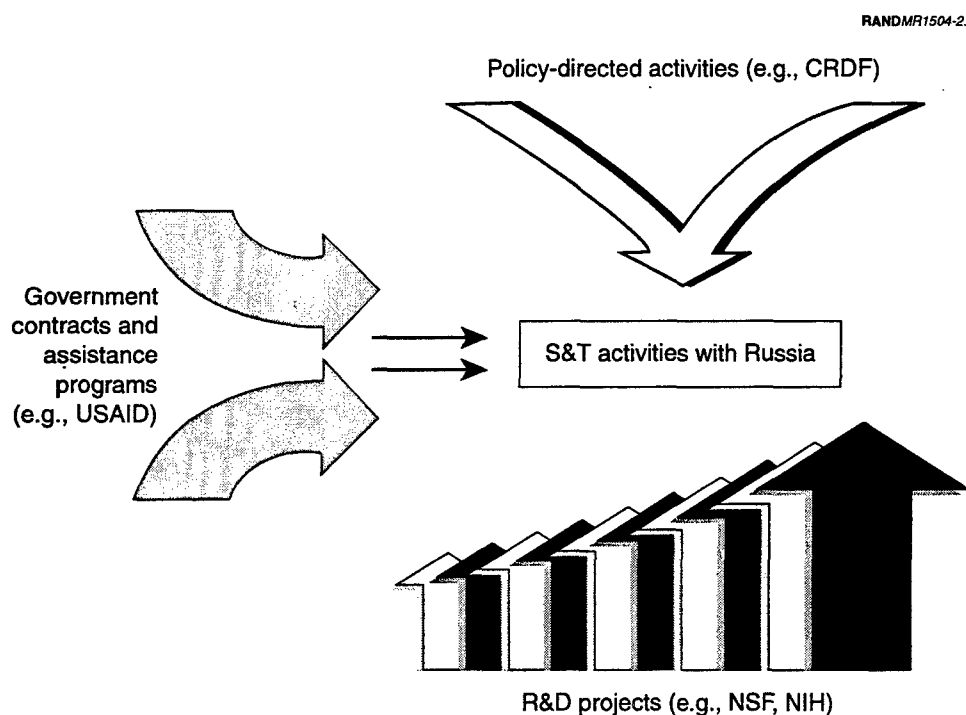 RANDMR1504-2.
Policy-directed activities (e.g., CRDF)
Government
contracts and
assistance
programs
(e.g., USAID)
S&T activities with Russia
R&D projects (e.g., NSF, NIH)